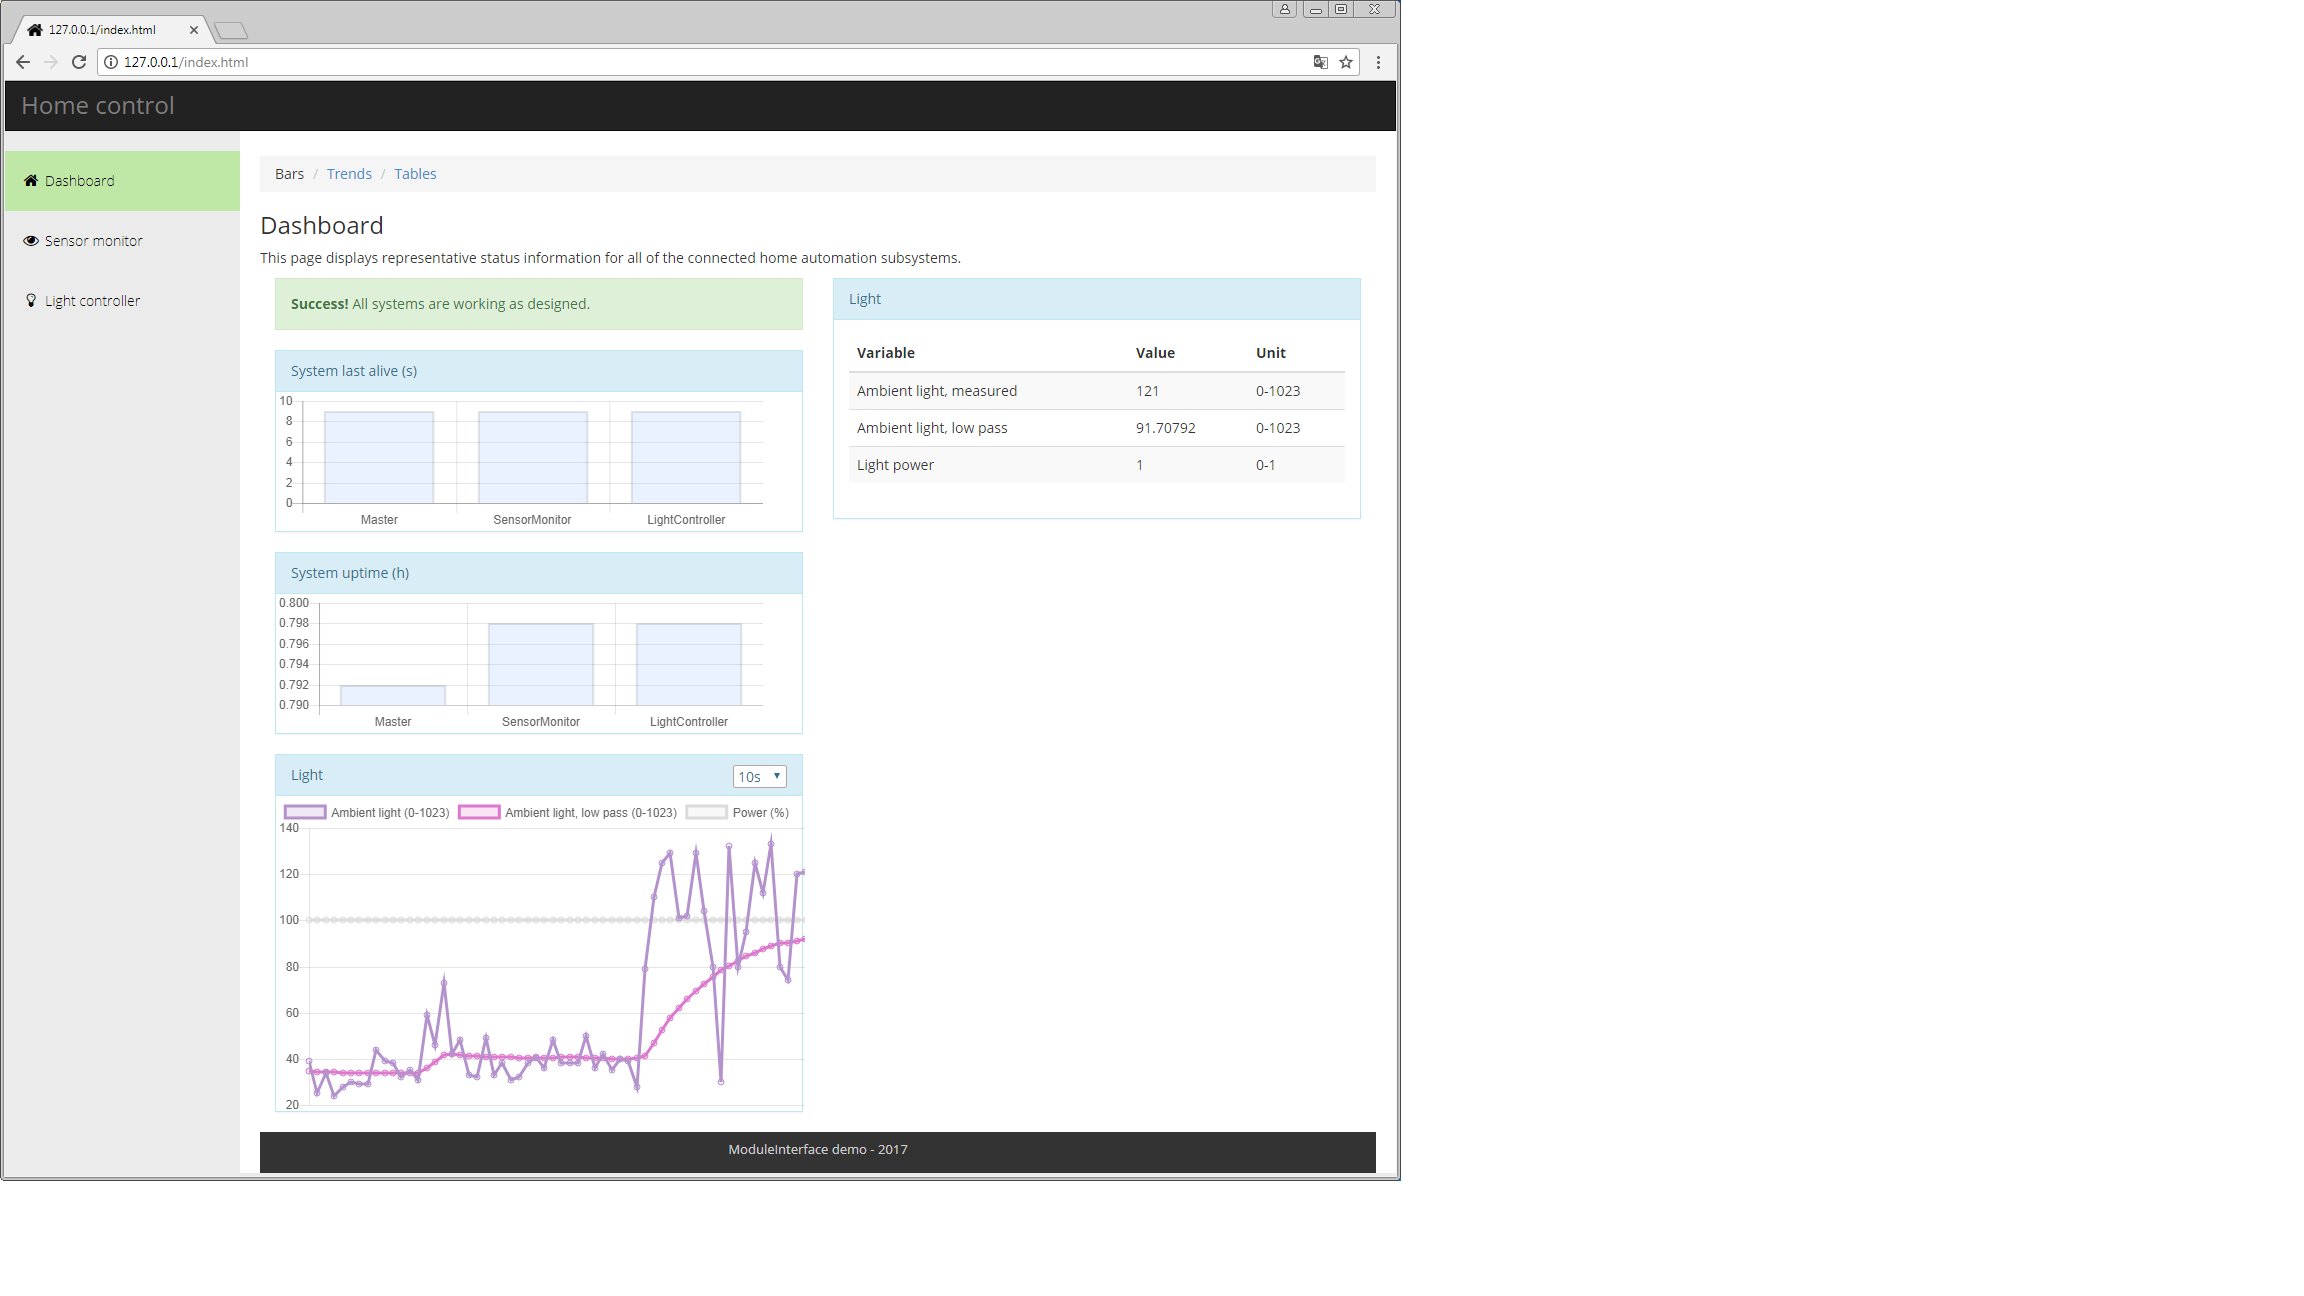 127.0.0.1/index.html
127.0.0.1/index.html
Home control
Dashboard
Sensor monitor
Light controller
Bars / Trends / Tables
Dashboard
This page displays representative status information for all of the connected home automation subsystems.
Success! All systems are working as designed.
System last alive (s)
10
8
6
4
2
0
Master SensorMonitor LightController
System uptime (h)
0.800
0.798
0.796
0.794
0.792
0.790
Master SensorMonitor LightController
Light 10s
Ambient light (0-1023) Ambient light, low pass (0-1023) Power (%)
140
120
100
80
60
40
20
Light
Variable Value Unit
Ambient light, measured 121 0-1023
Ambient light, low pass 91.70792 0-1023
Light power 1 0-1
ModuleInterface demo - 2017